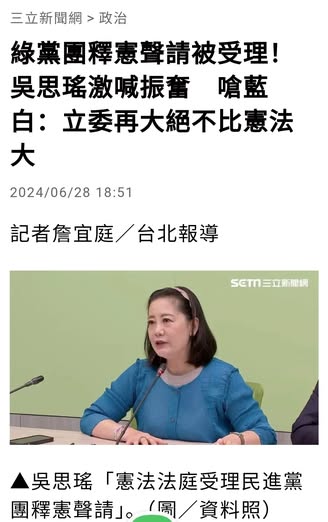 三立新聞網 > 政治
綠黨團釋憲聲請被受理！
吳思瑤激喊振奮　嗆藍
白：立委再大絕不比憲法
大
2024/06/28 18:51
記者詹宜庭／台北報導
SETN 三立新聞網
▲吳思瑤「憲法法庭受理民進黨
團釋憲聲請」。（圖／資料照）